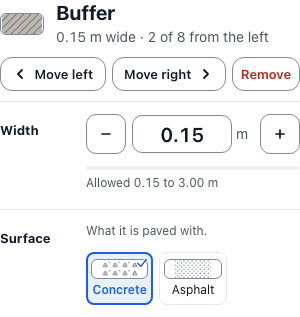 Buffer
0.15 m wide · 2 of 8 from the left
Move left
Move right
Remove
Width
− 0.15 m +
Allowed 0.15 to 3.00 m
Surface
What it is paved with.
Concrete
Asphalt